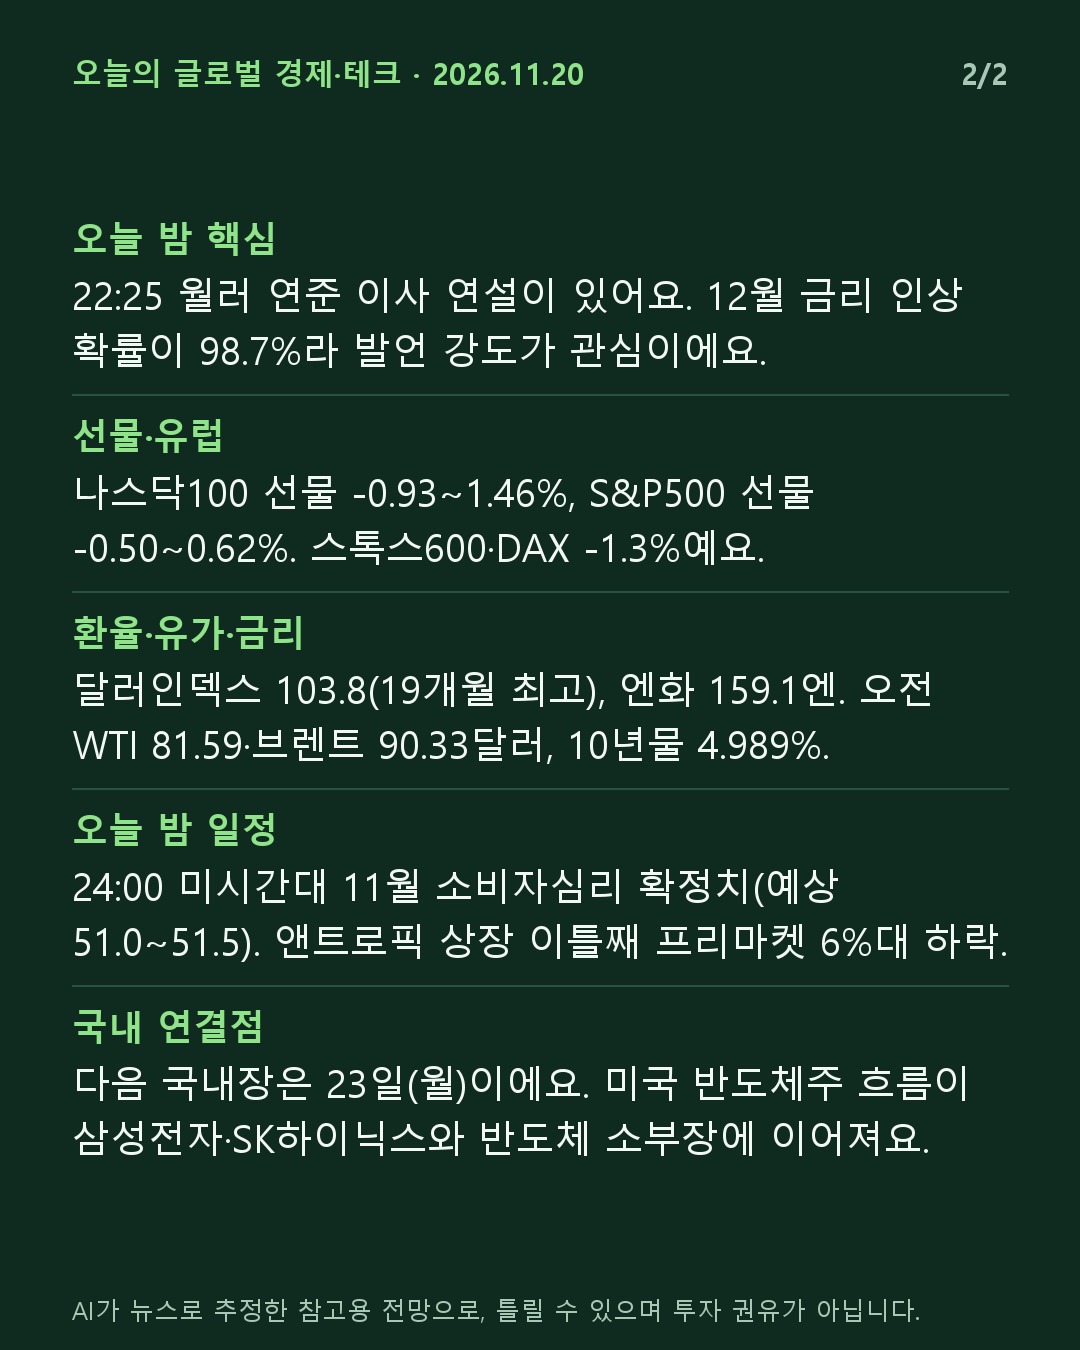 오늘의 글로벌 경제·테크 · 2026.11.20
2/2
오늘 밤 핵심
22:25 월러 연준 이사 연설이 있어요. 12월 금리 인상
확률이 98.7%라 발언 강도가 관심이에요.
선물·유럽
나스닥100 선물 -0.93~1.46%, S&P500 선물
-0.50~0.62%. 스톡스600·DAX -1.3%예요.
환율·유가·금리
달러인덱스 103.8(19개월 최고), 엔화 159.1엔. 오전
WTI 81.59·브렌트 90.33달러, 10년물 4.989%.
오늘 밤 일정
24:00 미시간대 11월 소비자심리 확정치(예상
51.0~51.5). 앤트로픽 상장 이틀째 프리마켓 6%대 하락.
국내 연결점
다음 국내장은 23일(월)이에요. 미국 반도체주 흐름이
삼성전자·SK하이닉스와 반도체 소부장에 이어져요.
AI가 뉴스로 추정한 참고용 전망으로, 틀릴 수 있으며 투자 권유가 아닙니다.